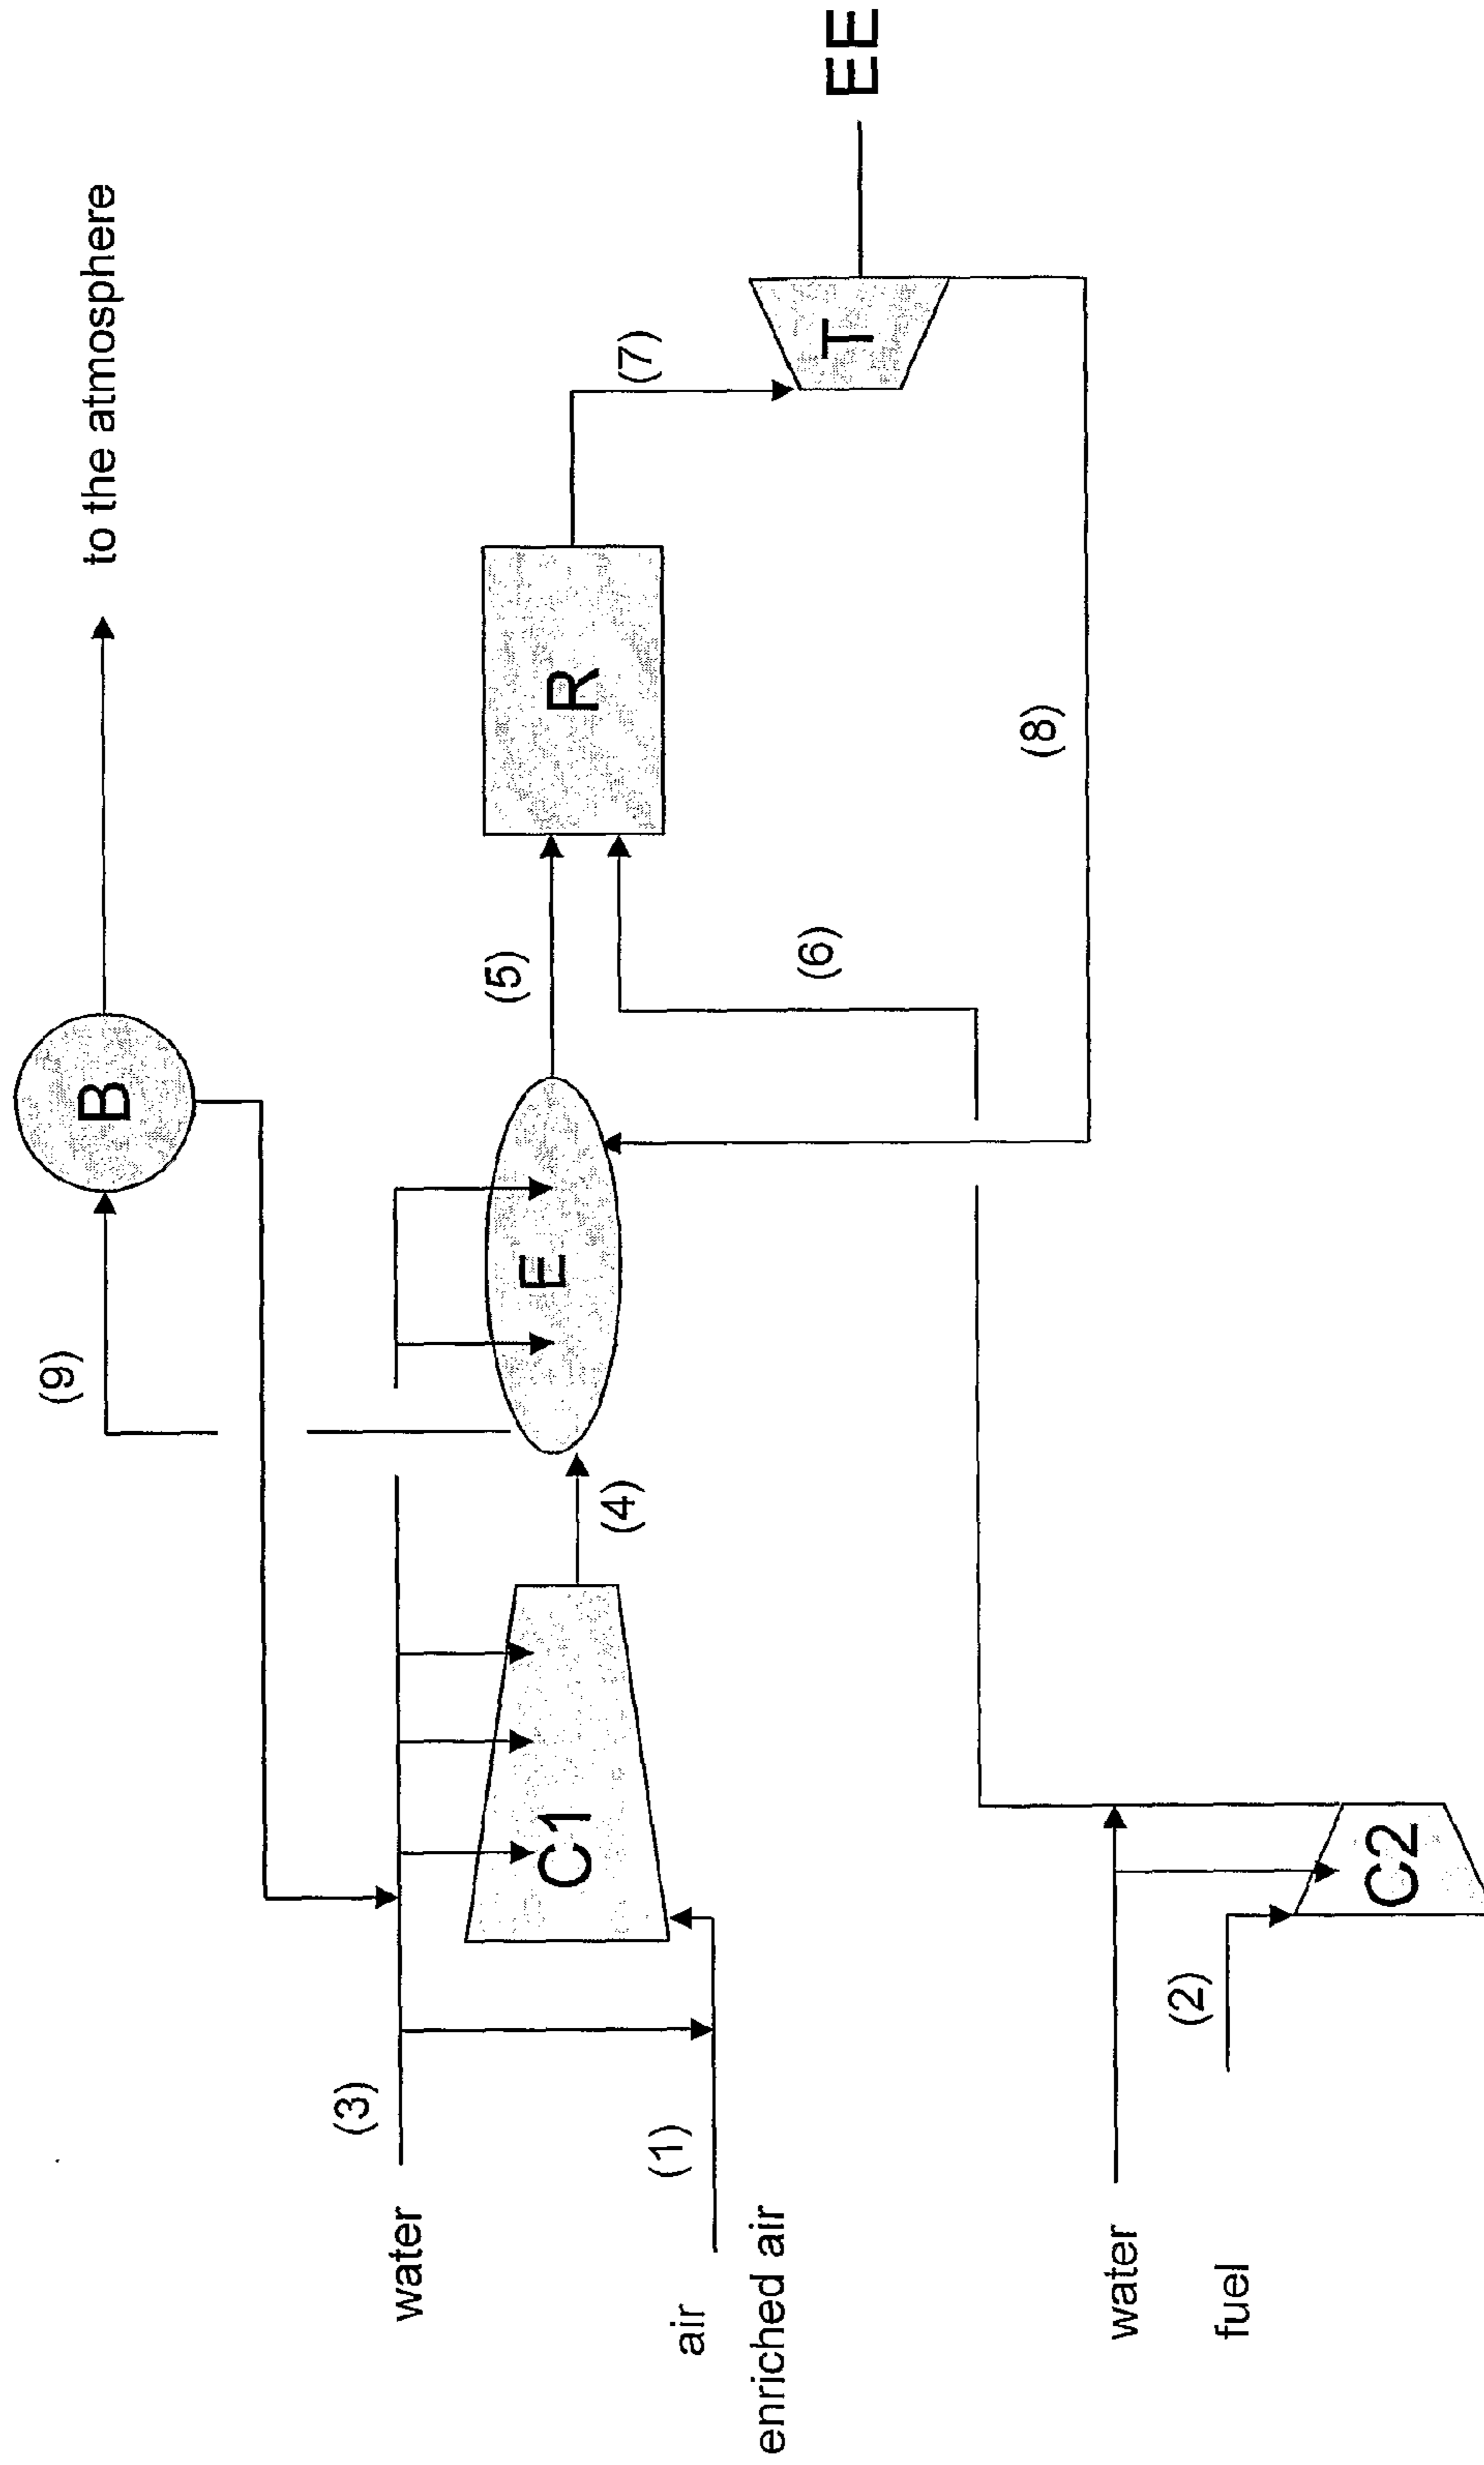 to the atmosphere
B
(9)
water
(3)
C1
(4)
E
(5)
R
(7)
T
EE
(1)
air
enriched air
(6)
(8)
water
fuel
(2)
C2